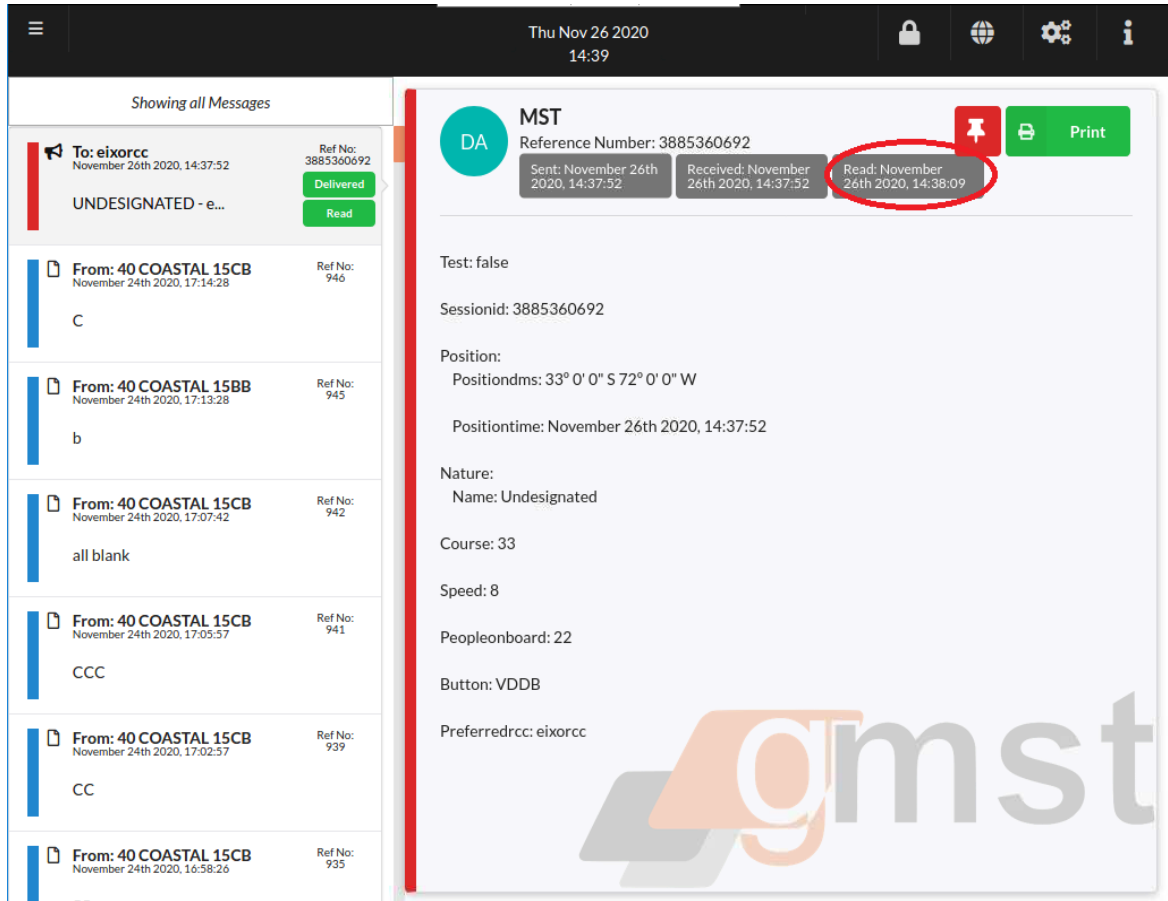 Thu Nov 26 2020
14:39
Showing all Messages
To: eixorcc
November 26th 2020, 14:37:52
Ref No:
3885360692
Delivered
UNDESIGNATED - e...
Read
From: 40 COASTAL 15CB
November 24th 2020, 17:14:28
Ref No:
946
C
From: 40 COASTAL 15BB
November 24th 2020, 17:13:28
Ref No:
945
b
From: 40 COASTAL 15CB
November 24th 2020, 17:07:42
Ref No:
942
all blank
From: 40 COASTAL 15CB
November 24th 2020, 17:05:57
Ref No:
941
CCC
From: 40 COASTAL 15CB
November 24th 2020, 17:02:57
Ref No:
939
CC
From: 40 COASTAL 15CB
November 24th 2020, 16:58:26
Ref No:
935
DA
MST
Reference Number: 3885360692
Sent: November 26th
2020, 14:37:52
Received: November
26th 2020, 14:37:52
Read: November
26th 2020, 14:38:09
Print
Test: false
Sessionid: 3885360692
Position:
Positiondms: 33° 0' 0" S 72° 0' 0" W
Positiontime: November 26th 2020, 14:37:52
Nature:
Name: Undesignated
Course: 33
Speed: 8
Peopleonboard: 22
Button: VDDB
Preferredrcc: eixorcc
gmst